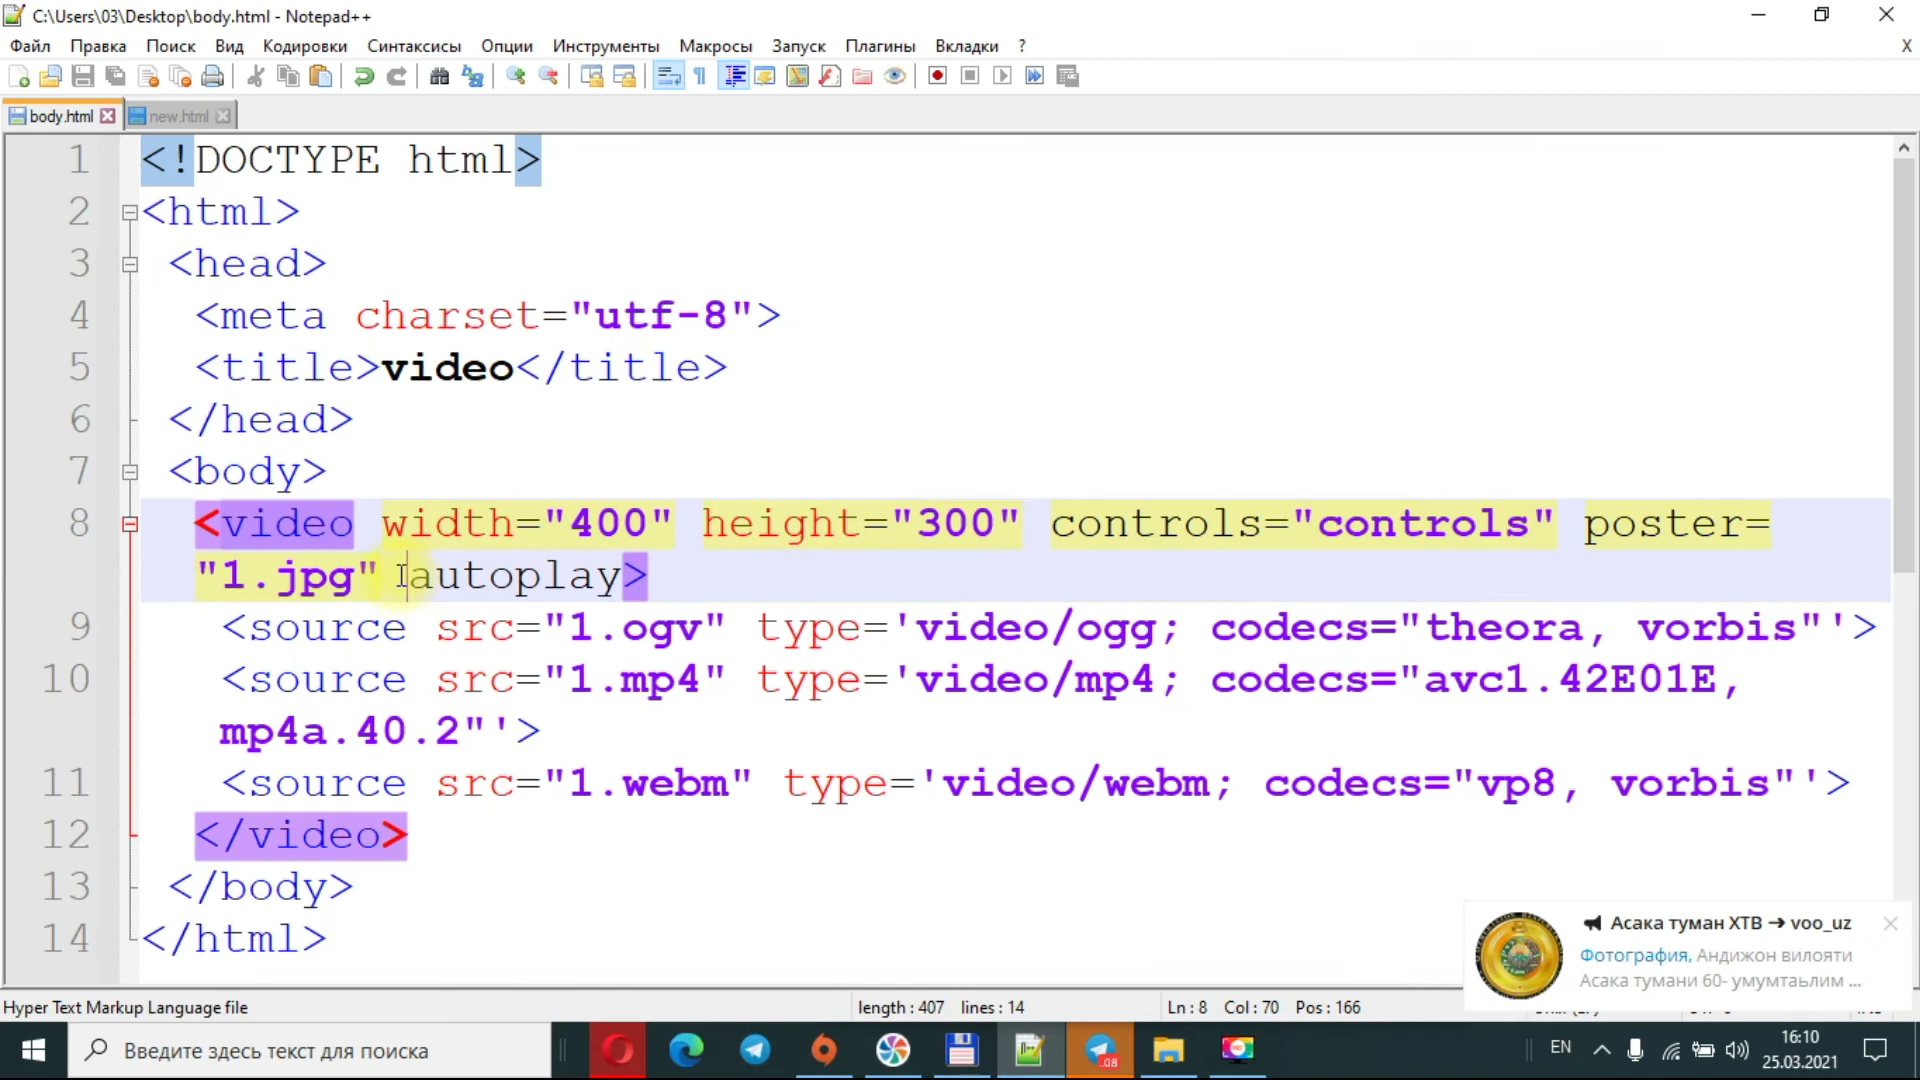 C:\Users\03\Desktop\body.html - Notepad++
Файл Правка Поиск Вид Кодировки Синтаксисы Опции Инструменты Макросы Запуск Плагины Вкладки ?
X
body.html
new.html
1 <!DOCTYPE html>
2 <html>
3 <head>
4 <meta charset="utf-8">
5 <title>video</title>
6 </head>
7 <body>
8 <video width="400" height="300" controls="controls" poster=
"1.jpg" autoplay>
9 <source src="1.ogv" type='video/ogg; codecs="theora, vorbis"'>
10 <source src="1.mp4" type='video/mp4; codecs="avc1.42E01E,
mp4a.40.2"'>
11 <source src="1.webm" type='video/webm; codecs="vp8, vorbis"'>
12 </video>
13 </body>
14 </html>
Асака туман ХТВ → voo_uz
Фотография, Андижон вилояти
Асака тумани 60- умумтаьлим ...
Hyper Text Markup Language file
length : 407 lines : 14
Ln : 8 Col : 70 Pos : 166
Введите здесь текст для поиска
EN
16:10
25.03.2021